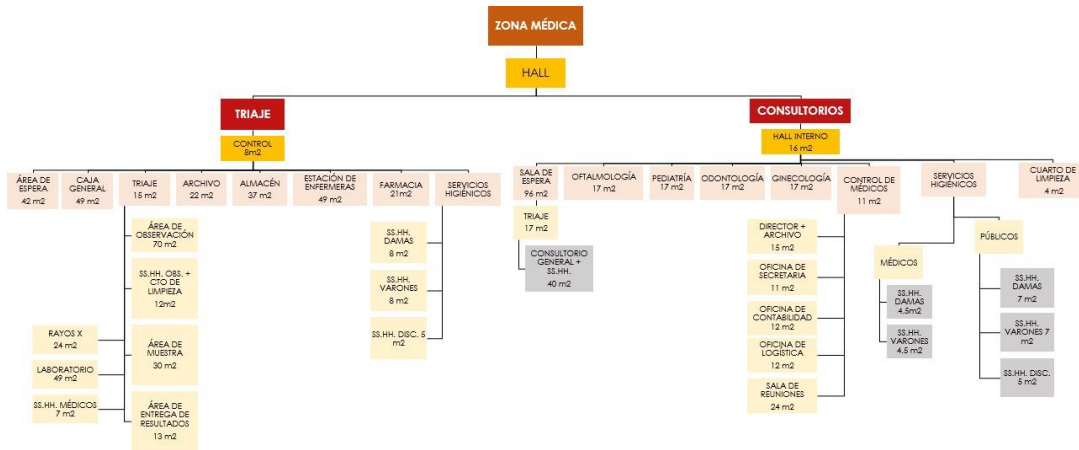 ZONA MÉDICA
HALL
TRIAJE
CONSULTORIOS
CONTROL
8m2
HALL INTERNO
16 m2
ÁREA DE
ESPERA
42 m2
CAJA
GENERAL
49 m2
TRIAJE
15 m2
ARCHIVO
22 m2
ALMACÉN
37 m2
ESTACIÓN DE
ENFERMERAS
49 m2
FARMACIA
21m2
SERVICIOS
HIGIÉNICOS
SALA DE
ESPERA
96 m2
OFTALMOLOGÍA
17 m2
PEDIATRÍA
17 m2
ODONTOLOGÍA
17 m2
GINECOLOGÍA
17 m2
CONTROL DE
MÉDICOS
11 m2
SERVICIOS
HIGIÉNICOS
CUARTO DE
LIMPIEZA
4 m2
ÁREA DE
OBSERVACIÓN
70 m2
SS.HH. OBS. +
CTO DE
LIMPIEZA
12m2
RAYOS X
24 m2
ÁREA DE
MUESTRA
30 m2
LABORATORIO
49 m2
SS.HH. MÉDICOS
7 m2
ÁREA DE
ENTREGA DE
RESULTADOS
13 m2
SS.HH.
DAMAS
8 m2
SS.HH.
VARONES
8 m2
SS.HH. DISC. 5
m2
TRIAJE
17 m2
CONSULTORIO
GENERAL +
SS.HH.
40 m2
DIRECTOR +
ARCHIVO
15 m2
OFICINA DE
SECRETARIA
11 m2
OFICINA DE
CONTABILIDAD
12 m2
OFICINA DE
LOGÍSTICA
12 m2
SALA DE
REUNIONES
24 m2
MÉDICOS
SS.HH.
DAMAS
4.5m2
SS.HH.
VARONES
4.5 m2
PÚBLICOS
SS.HH.
DAMAS
7 m2
SS.HH.
VARONES 7
m2
SS.HH. DISC.
5 m2